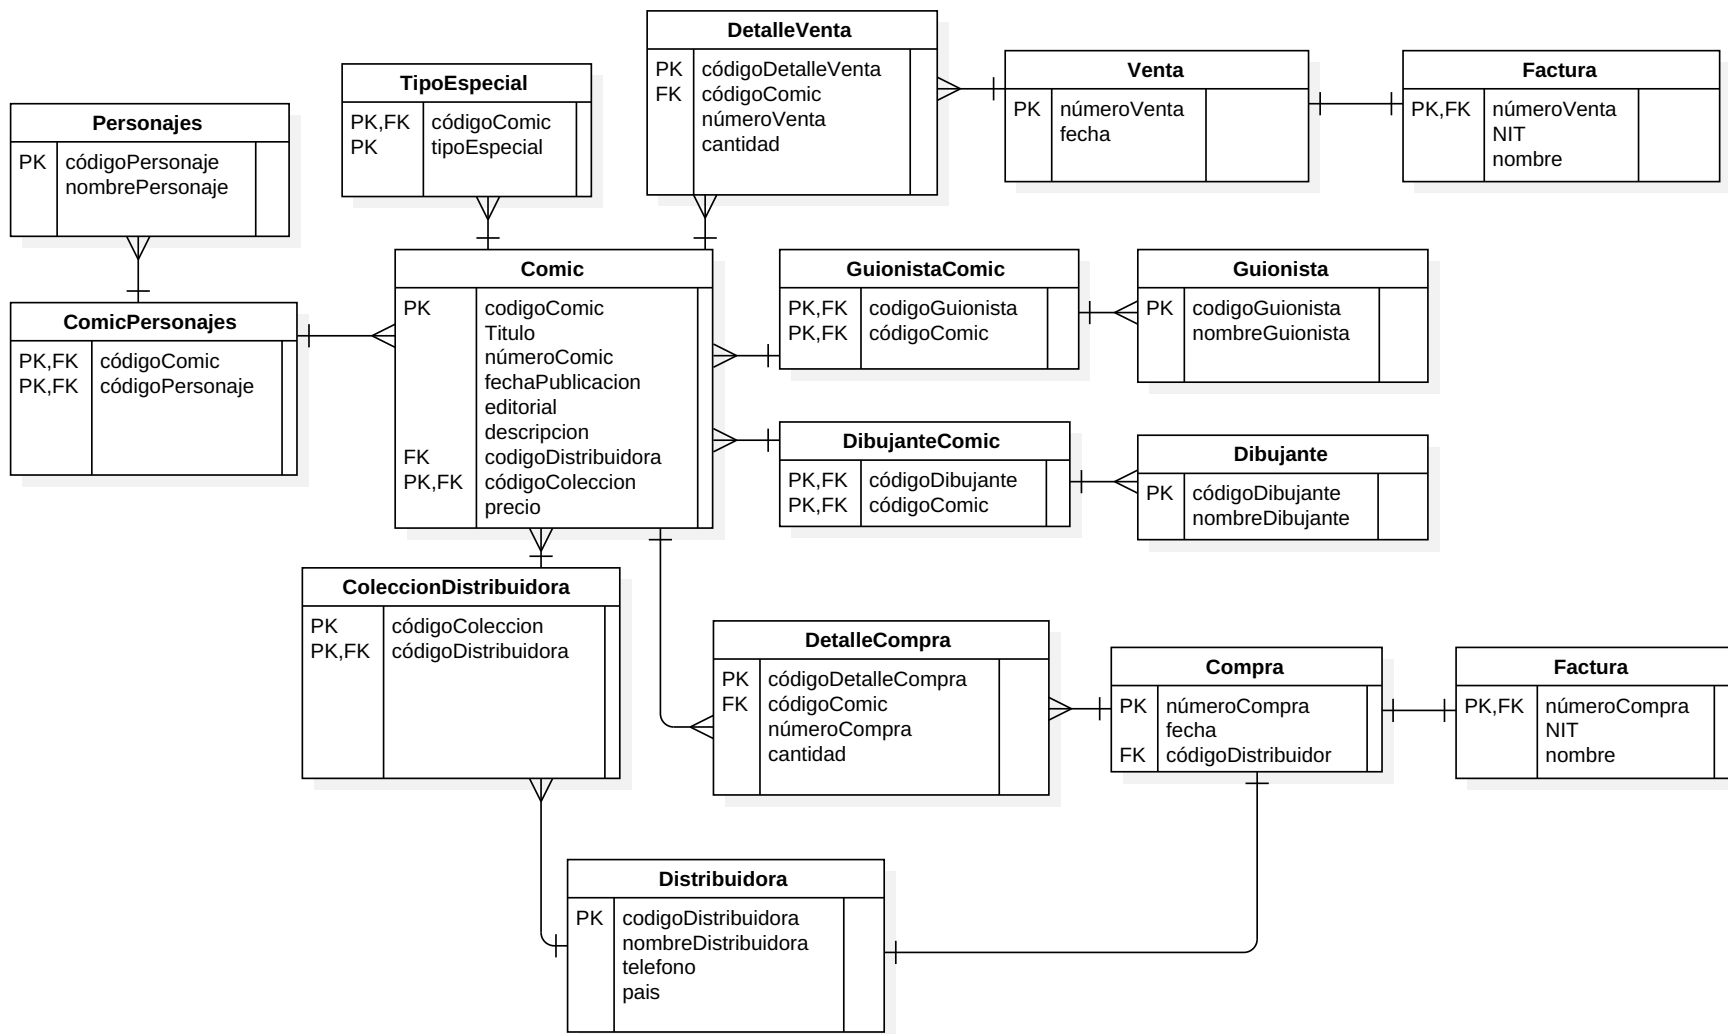 DetalleVenta
PK códigoDetalleVenta
FK códigoComic
númeroVenta
cantidad
Venta
PK númeroVenta
fecha
Factura
PK,FK númeroVenta
NIT
nombre
TipoEspecial
PK,FK códigoComic
PK tipoEspecial
Personajes
PK códigoPersonaje
nombrePersonaje
Comic
PK codigoComic
Titulo
númeroComic
fechaPublicacion
editorial
descripcion
FK codigoDistribuidora
PK,FK códigoColeccion
precio
GuionistaComic
PK,FK codigoGuionista
PK,FK códigoComic
Guionista
PK codigoGuionista
nombreGuionista
ComicPersonajes
PK,FK códigoComic
PK,FK códigoPersonaje
DibujanteComic
PK,FK códigoDibujante
PK,FK códigoComic
Dibujante
PK códigoDibujante
nombreDibujante
ColeccionDistribuidora
PK códigoColeccion
PK,FK códigoDistribuidora
DetalleCompra
PK códigoDetalleCompra
FK códigoComic
númeroCompra
cantidad
Compra
PK númeroCompra
fecha
FK códigoDistribuidor
Factura
PK,FK númeroCompra
NIT
nombre
Distribuidora
PK codigoDistribuidora
nombreDistribuidora
telefono
pais